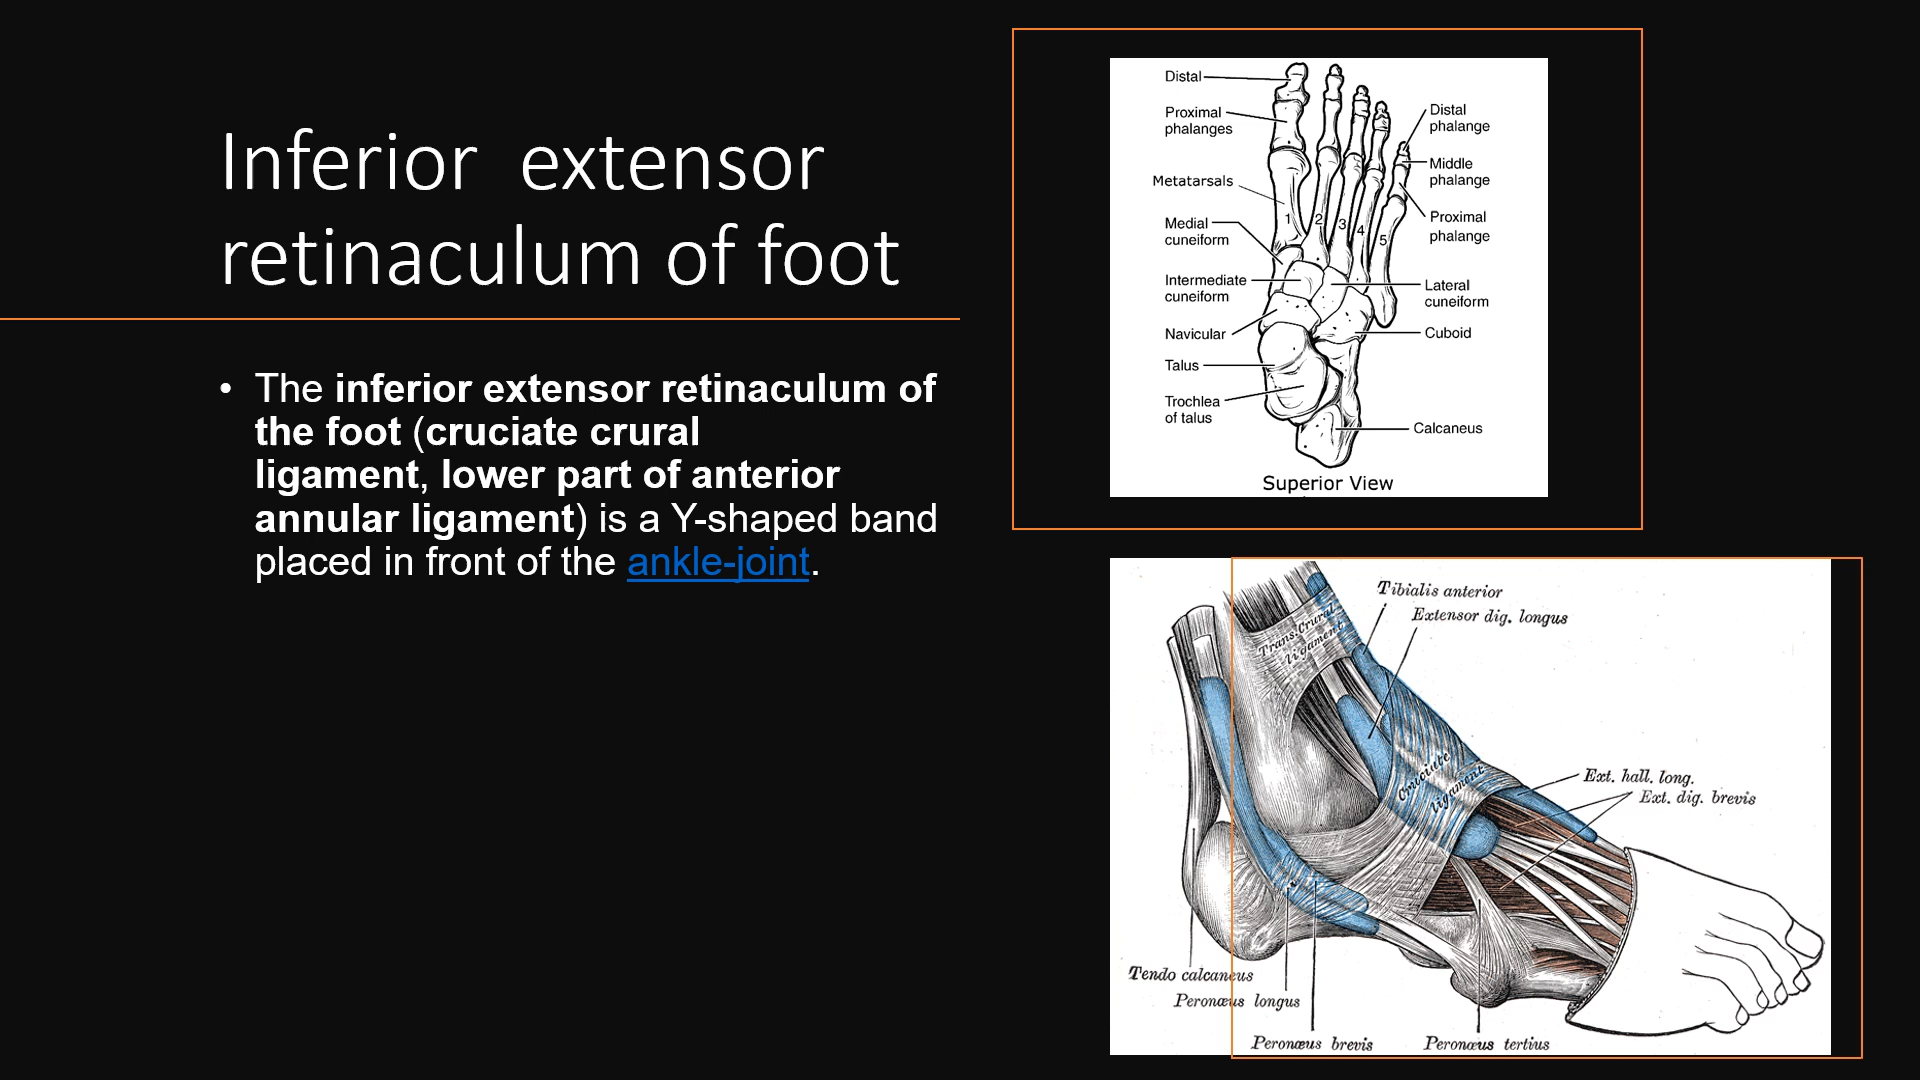 Inferior  extensor
retinaculum of foot
• The inferior extensor retinaculum of
the foot (cruciate crural
ligament, lower part of anterior
annular ligament) is a Y-shaped band
placed in front of the ankle-joint.
Distal
Proximal
phalanges
Metatarsals
Medial
cuneiform
Intermediate
cuneiform
Navicular
Talus
Trochlea
of talus
1
2
3
4
5
Distal
phalange
Middle
phalange
Proximal
phalange
Lateral
cuneiform
Cuboid
Calcaneus
Superior View
Tibialis anterior
Extensor dig. longus
Trans. Crural
ligament
Cruciate
ligament
Ext. hall. long.
Ext. dig. brevis
Tendo calcaneus
Peronæus longus
Peronæus brevis
Peronæus tertius